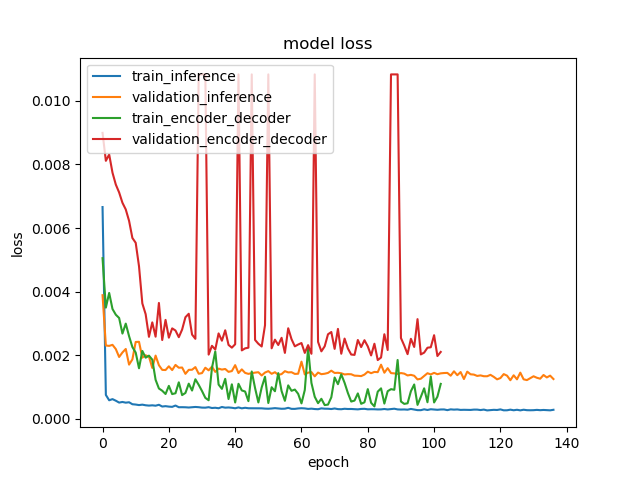 model loss
train_inference
validation_inference
train_encoder_decoder
validation_encoder_decoder
0.010
0.008
0.006
0.004
0.002
0.000
loss
0 20 40 60 80 100 120 140
epoch